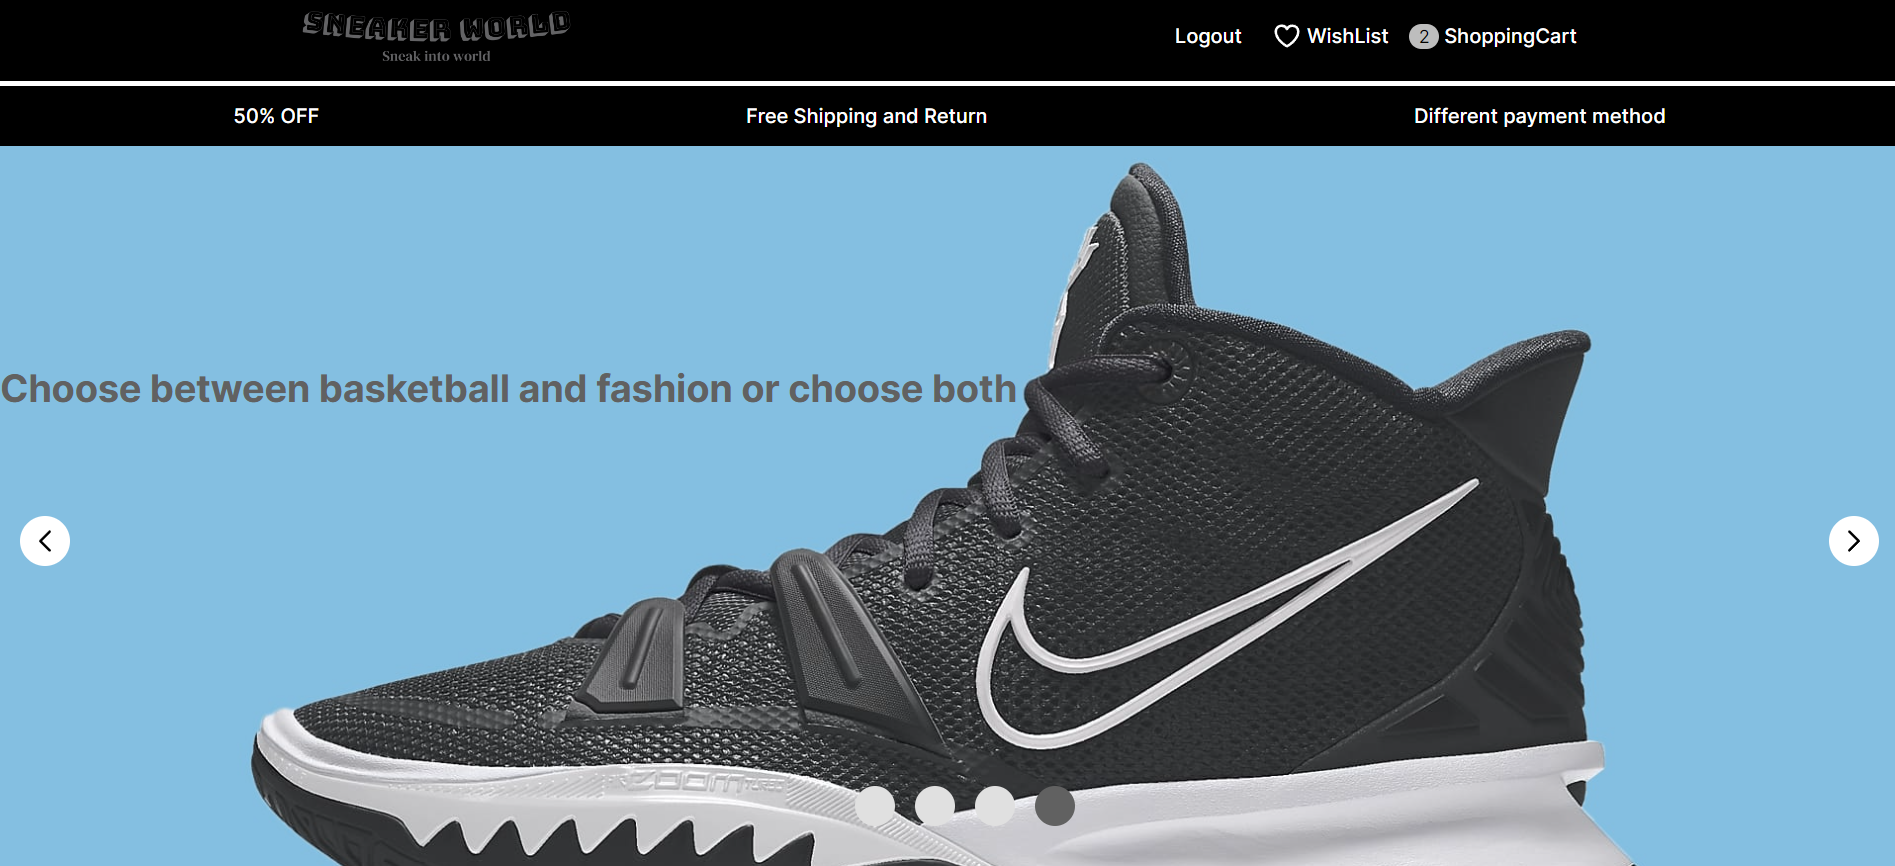 SNEAKER WORLD
Sneak into world
Logout
WishList
2 ShoppingCart
50% OFF
Free Shipping and Return
Different payment method
Choose between basketball and fashion or choose both
ZOOM